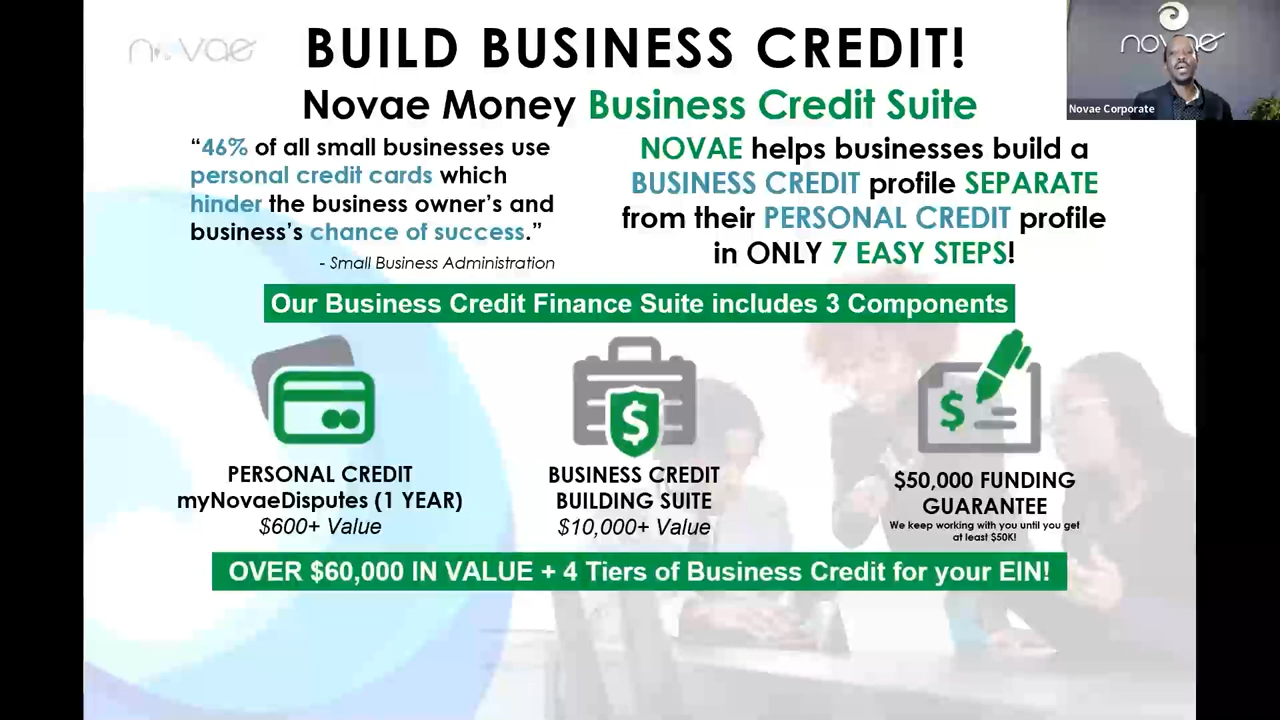 novae
BUILD BUSINESS CREDIT!
novae
Novae Corporate
Novae Money Business Credit Suite
“46% of all small businesses use
personal credit cards which
hinder the business owner’s and
business’s chance of success.”
- Small Business Administration
NOVAE helps businesses build a
BUSINESS CREDIT profile SEPARATE
from their PERSONAL CREDIT profile
in ONLY 7 EASY STEPS!
Our Business Credit Finance Suite includes 3 Components
$
$
PERSONAL CREDIT
myNovaeDisputes (1 YEAR)
$600+ Value
BUSINESS CREDIT
BUILDING SUITE
$10,000+ Value
$50,000 FUNDING
GUARANTEE
We keep working with you until you get
at least $50K!
OVER $60,000 IN VALUE + 4 Tiers of Business Credit for your EIN!